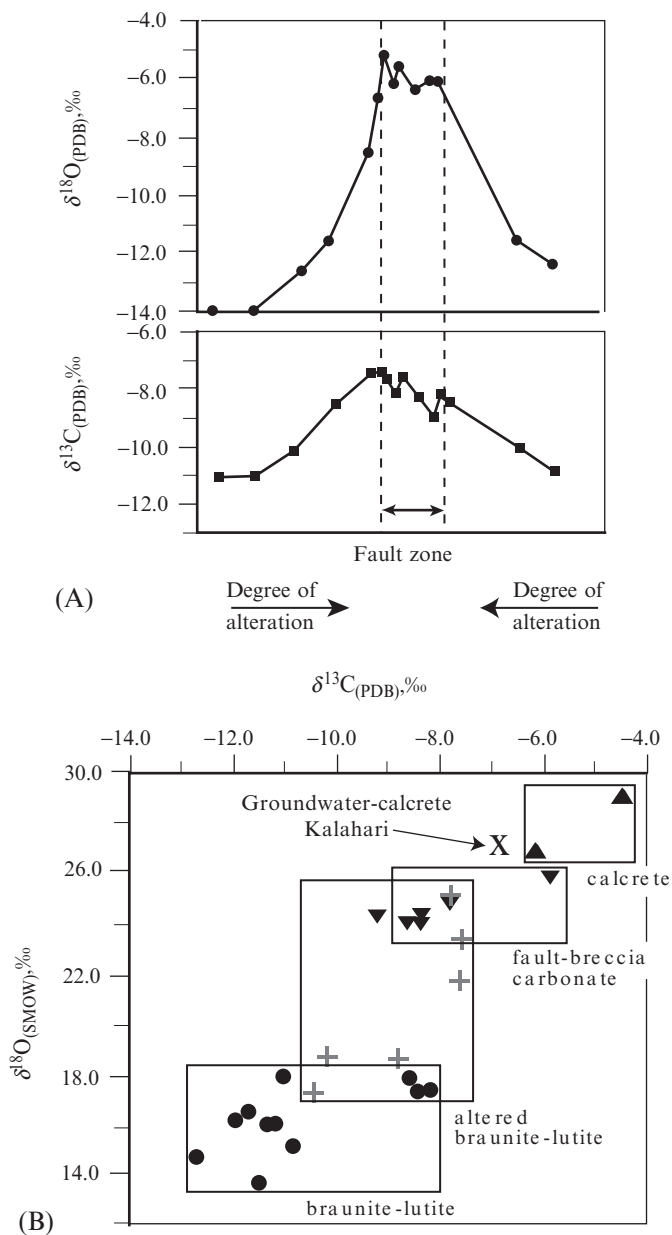 −4.0
−6.0
−8.0
−10.0
−12.0
−14.0
δ18O(PDB),‰
−6.0
−8.0
−10.0
−12.0
δ13C(PDB),‰
Fault zone
(A)
Degree of
alteration
Degree of
alteration
δ13C(PDB),‰
−14.0 −12.0 −10.0 −8.0 −6.0 −4.0
30.0
26.0
22.0
18.0
14.0
δ18O(SMOW),‰
Groundwater-calcrete
Kalahari
X
calcrete
fault-breccia
carbonate
altered
braunite-lutite
braunite-lutite
(B)